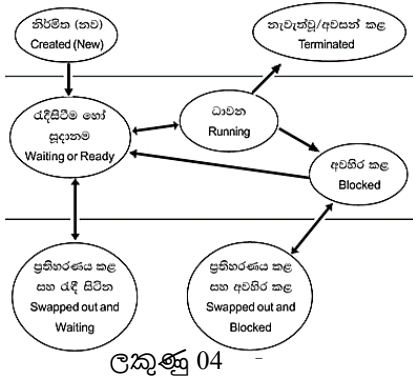 නිර්මිත (නව)
Created (New)
නැවැත්වූ/අවසන් කළ
Terminated
රැඳීසිටීම හෝ
සූදානම
Waiting or Ready
ධාවන
Running
අවහිර කළ
Blocked
ප්‍රතිහරණය කළ
සහ රැඳී සිටින
Swapped out and
Waiting
ප්‍රතිහරණය කළ
සහ අවහිර කළ
Swapped out and
Blocked
ලකුණු 04